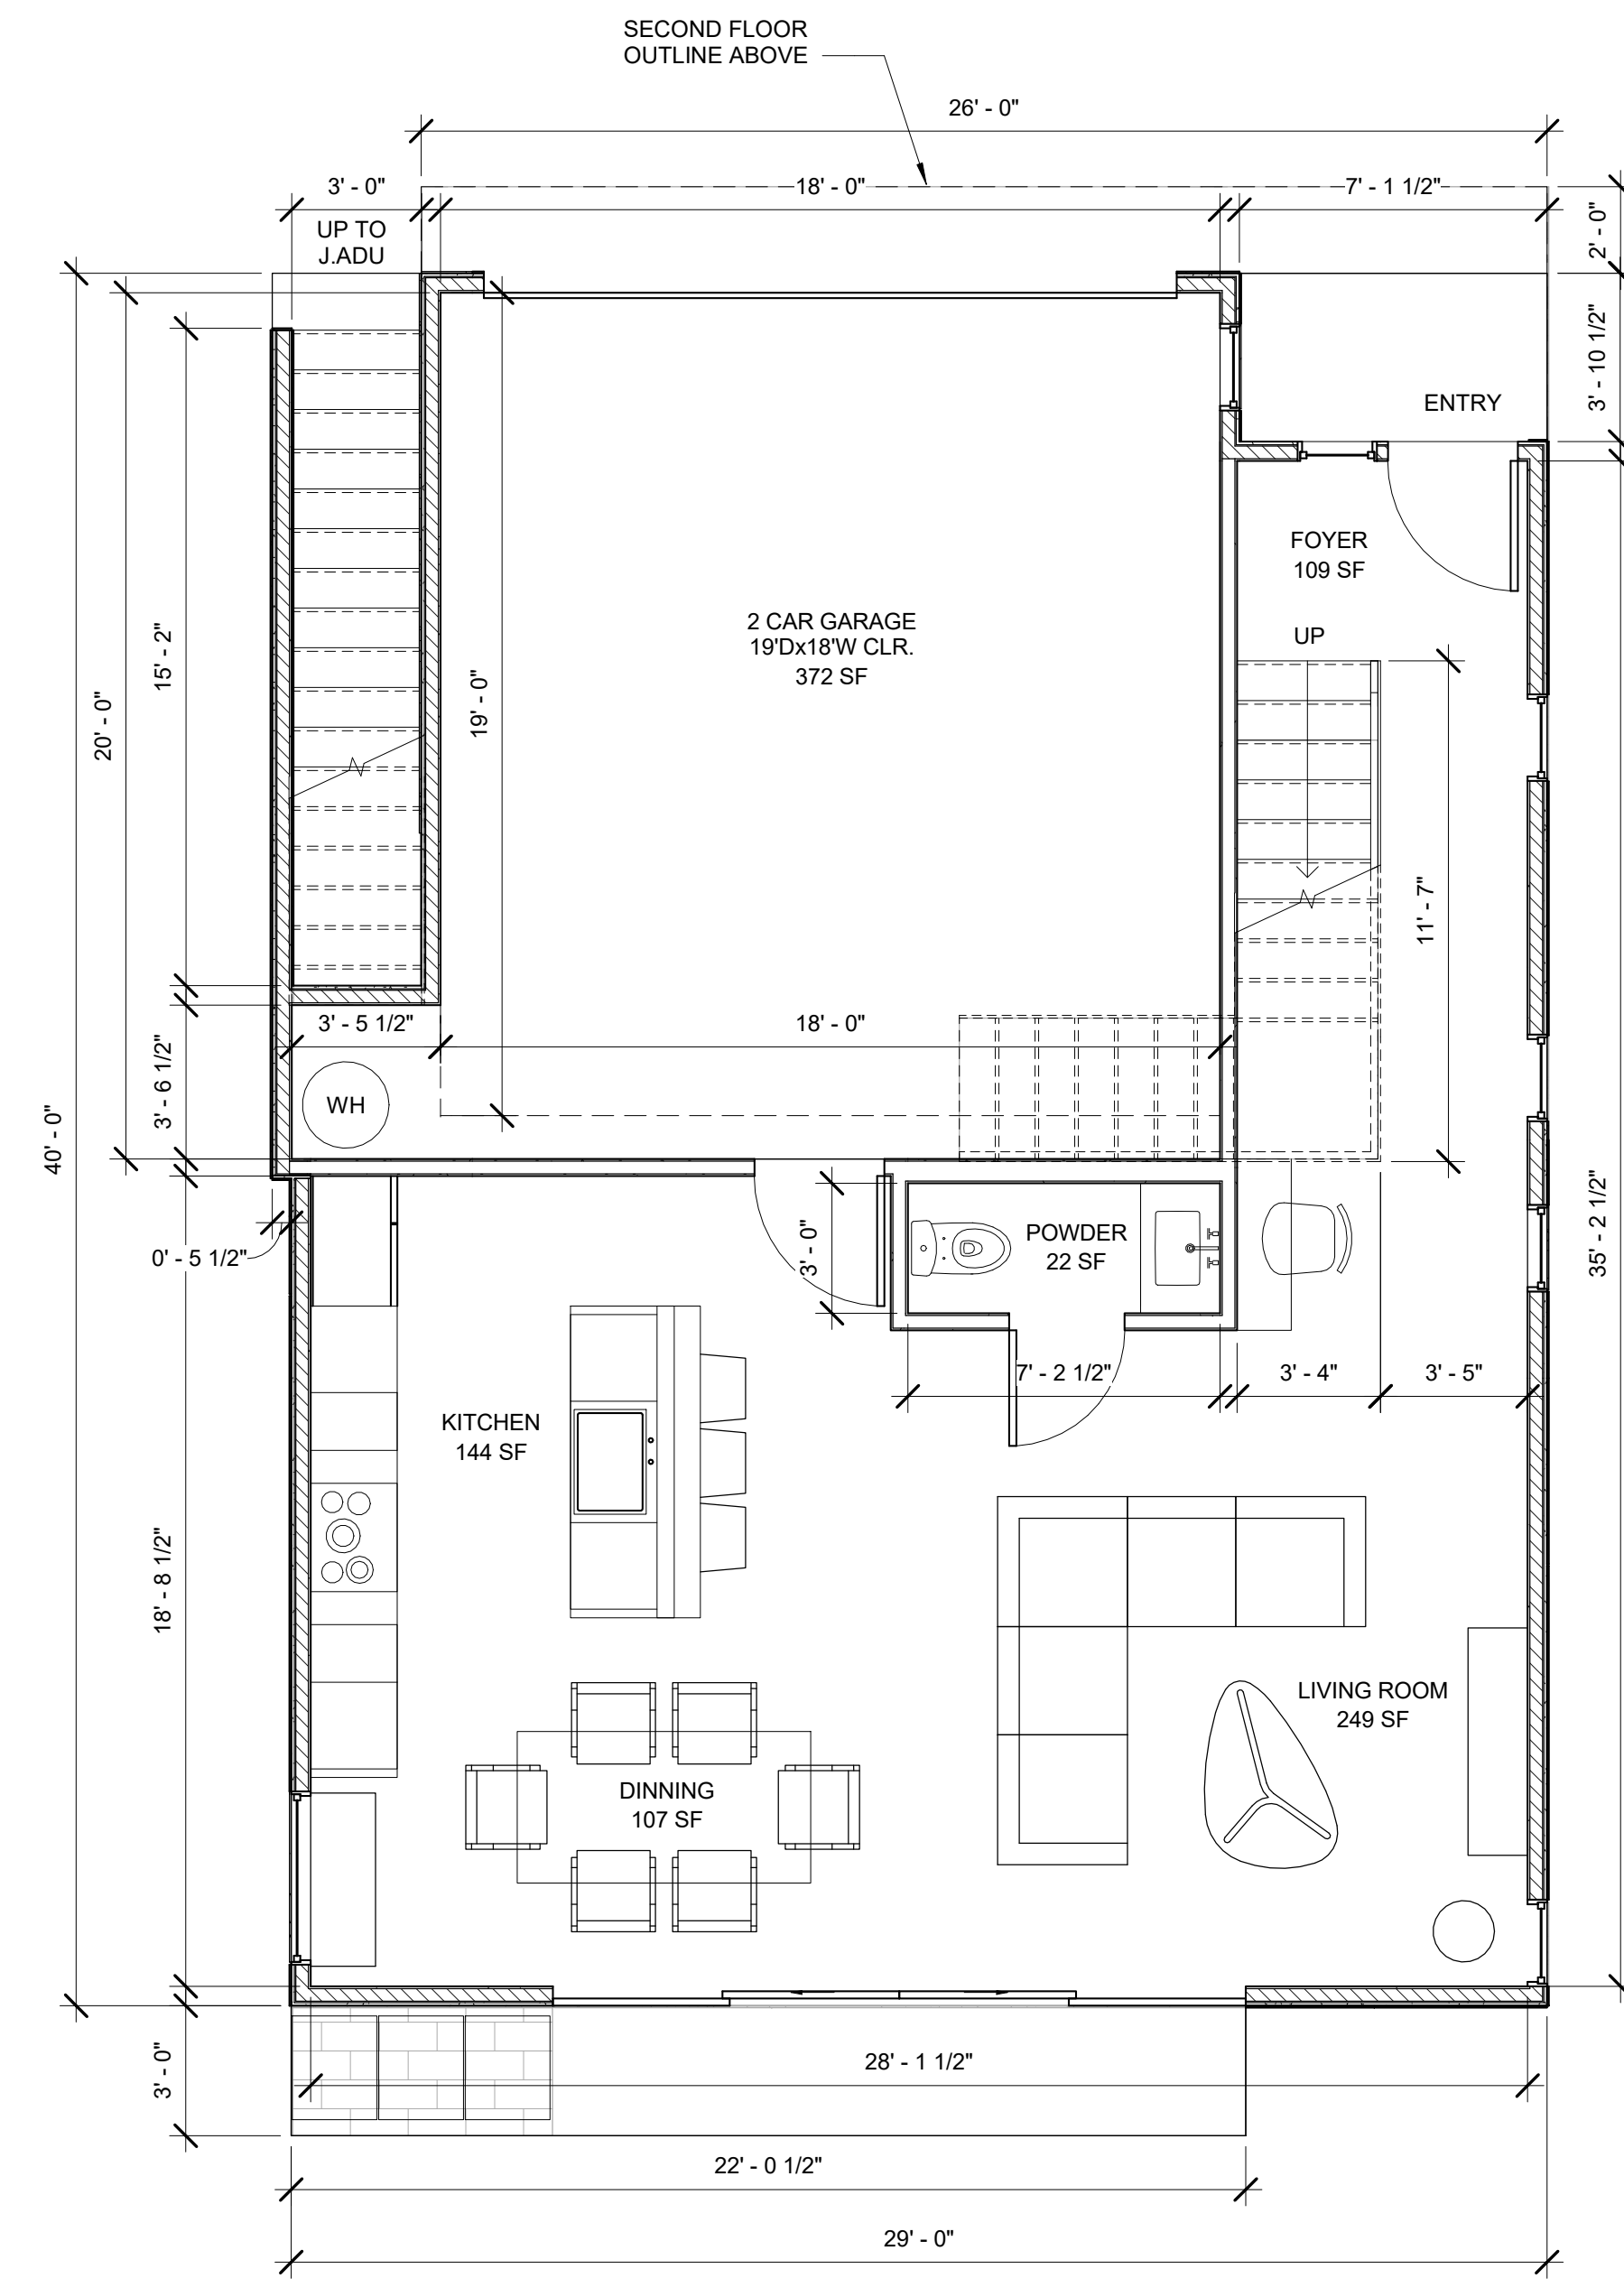 SECOND FLOOR
OUTLINE ABOVE
26' - 0"
3' - 0"
18' - 0"
7' - 1 1/2"
2' - 0"
UP TO
J.ADU
3' - 10 1/2"
ENTRY
FOYER
109 SF
2 CAR GARAGE
19'Dx18'W CLR.
372 SF
UP
15' - 2"
19' - 0"
20' - 0"
11' - 7"
3' - 5 1/2"
18' - 0"
3' - 6 1/2"
WH
40' - 0"
35' - 2 1/2"
0' - 5 1/2"
3' - 0"
POWDER
22 SF
7' - 2 1/2"
3' - 4"
3' - 5"
KITCHEN
144 SF
18' - 8 1/2"
LIVING ROOM
249 SF
DINNING
107 SF
3' - 0"
28' - 1 1/2"
22' - 0 1/2"
29' - 0"